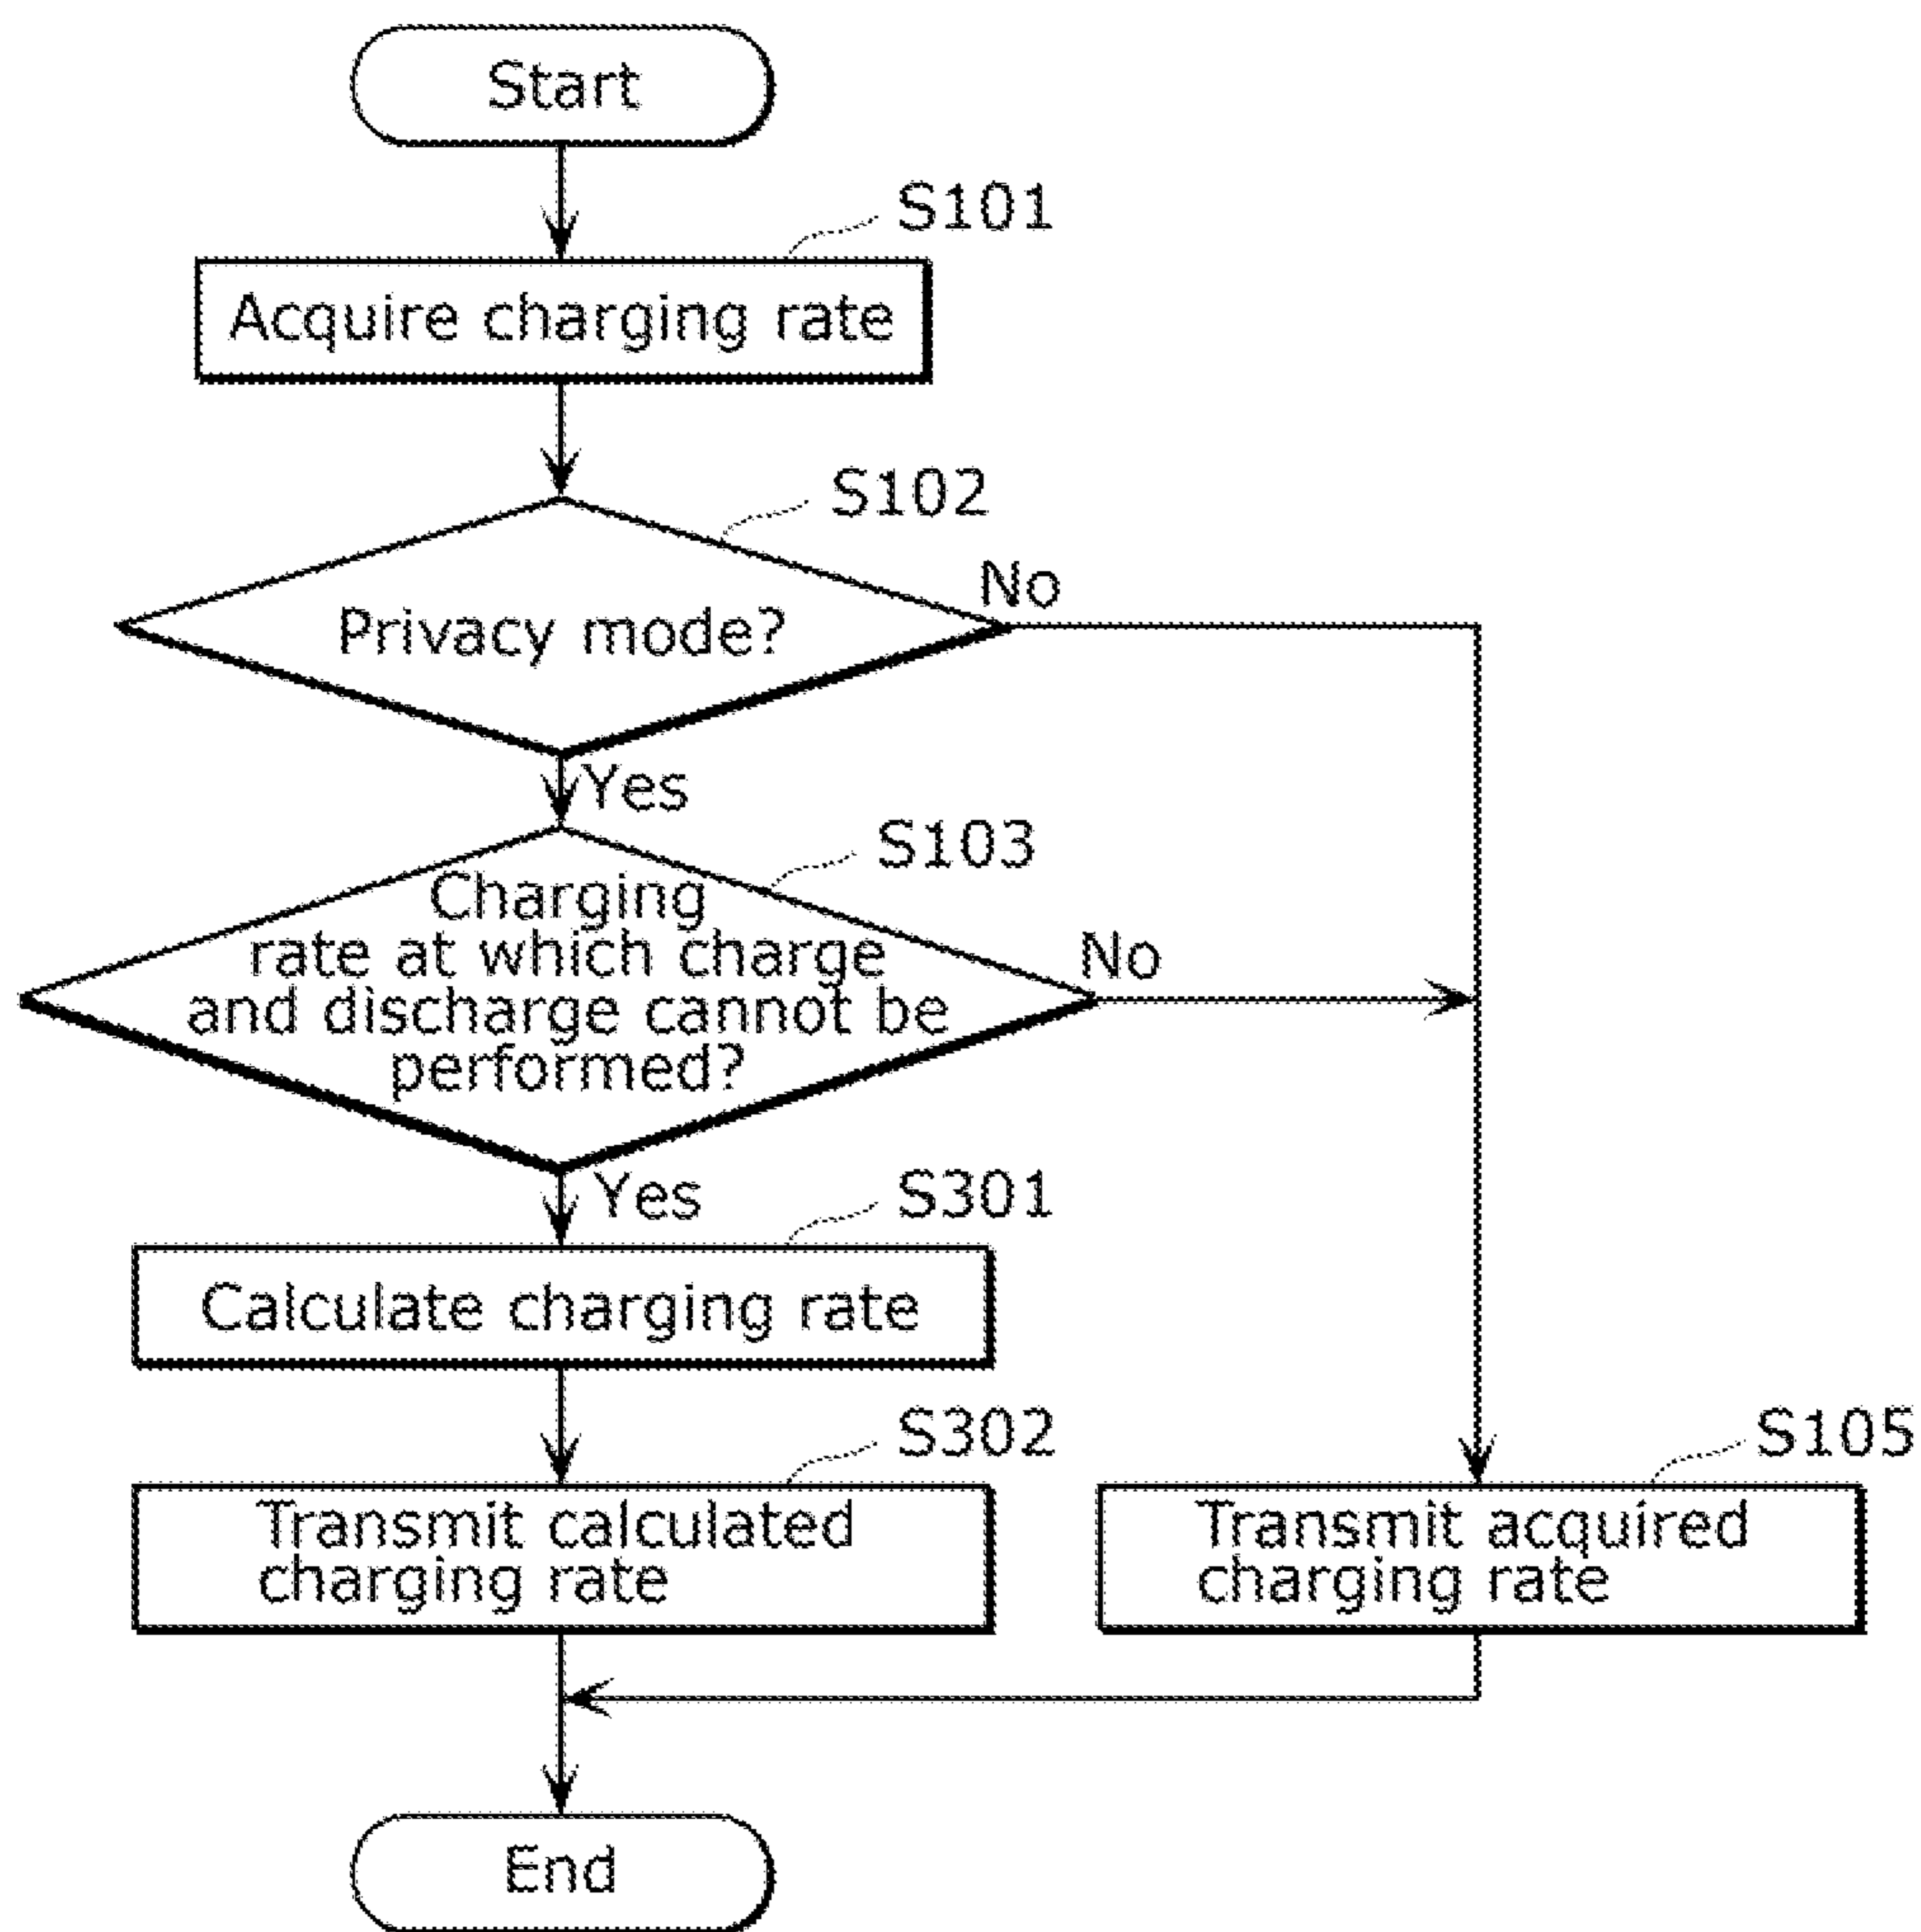 Start
S101
Acquire charging rate
S102
Privacy mode?
No
Yes
S103
Charging
rate at which charge
and discharge cannot be
performed?
No
Yes
S301
Calculate charging rate
S302
Transmit calculated
charging rate
S105
Transmit acquired
charging rate
End